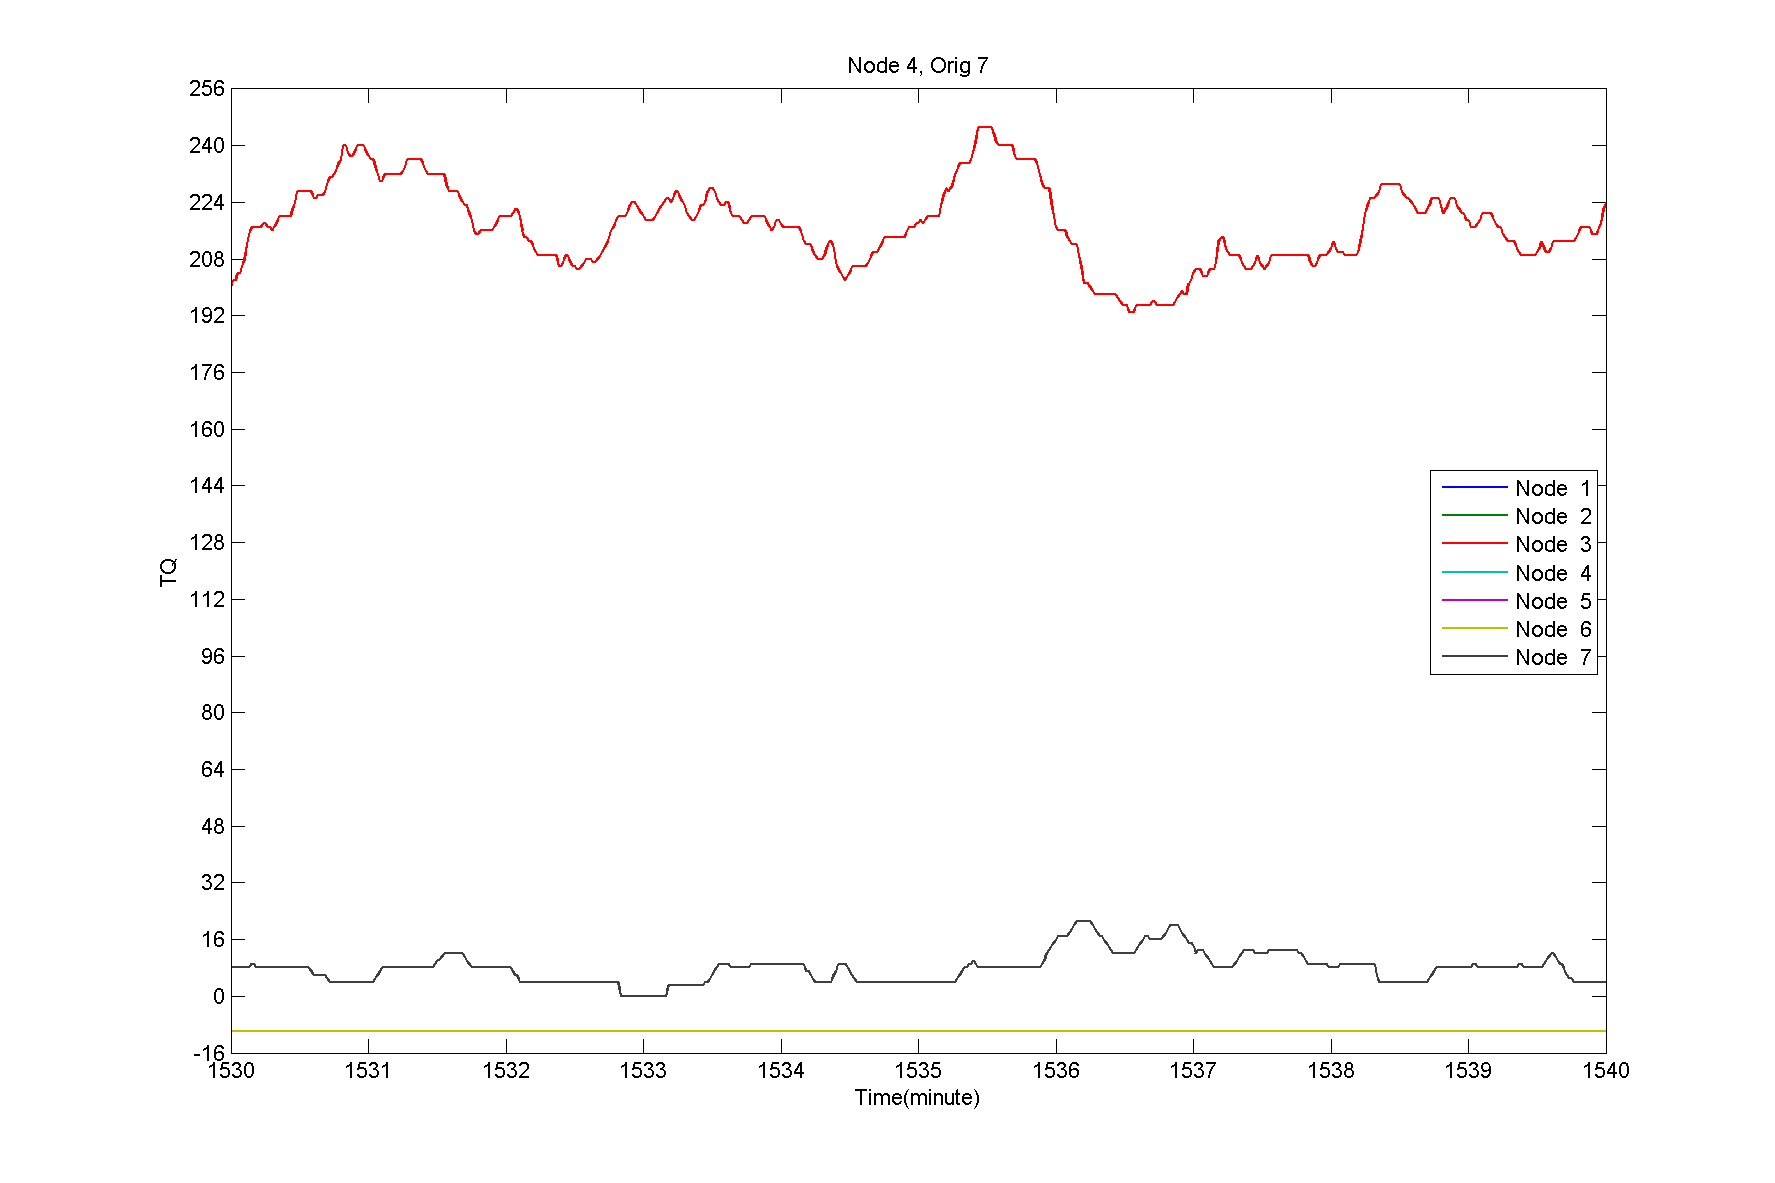 Node 4, Orig 7
256
240
224
208
192
176
160
144
128
112
96
80
64
48
32
16
0
-16
TQ
Node 1
Node 2
Node 3
Node 4
Node 5
Node 6
Node 7
1530 1531 1532 1533 1534 1535 1536 1537 1538 1539 1540
Time(minute)